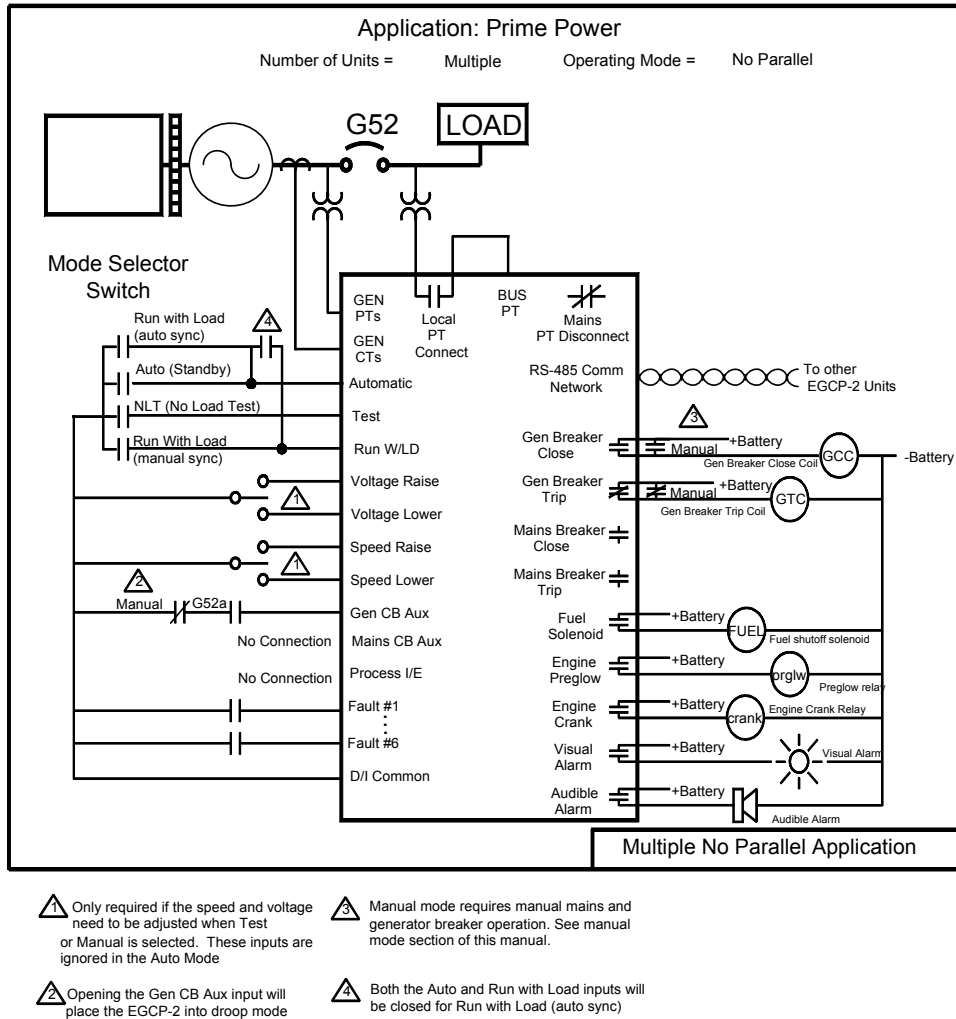 Application: Prime Power
Number of Units = Multiple Operating Mode = No Parallel
G52
LOAD
Mode Selector
Switch
Run with Load
(auto sync)
4
Auto (Standby)
NLT (No Load Test)
Run With Load
(manual sync)
1
1
2
Manual
G52a
No Connection
No Connection
GEN
PTs
GEN
CTs
Automatic
Test
Run W/LD
Voltage Raise
Voltage Lower
Speed Raise
Speed Lower
Gen CB Aux
Mains CB Aux
Process I/E
Fault #1
Fault #6
D/I Common
Local
PT
Connect
BUS
PT
Mains
PT Disconnect
RS-485 Comm
Network
To other
EGCP-2 Units
3
Gen Breaker
Close
Manual
+Battery
Gen Breaker Close Coil
GCC
-Battery
Gen Breaker
Trip
Manual
+Battery
Gen Breaker Trip Coil
GTC
Mains Breaker
Close
Mains Breaker
Trip
Fuel
Solenoid
+Battery
FUEL
Fuel shutoff solenoid
Engine
Preglow
+Battery
prglw
Preglow relay
Engine
Crank
+Battery
crank
Engine Crank Relay
Visual
Alarm
+Battery
Visual Alarm
Audible
Alarm
+Battery
Audible Alarm
Multiple No Parallel Application
1 Only required if the speed and voltage
need to be adjusted when Test
or Manual is selected. These inputs are
ignored in the Auto Mode
2 Opening the Gen CB Aux input will
place the EGCP-2 into droop mode
3 Manual mode requires manual mains and
generator breaker operation. See manual
mode section of this manual.
4 Both the Auto and Run with Load inputs will
be closed for Run with Load (auto sync)